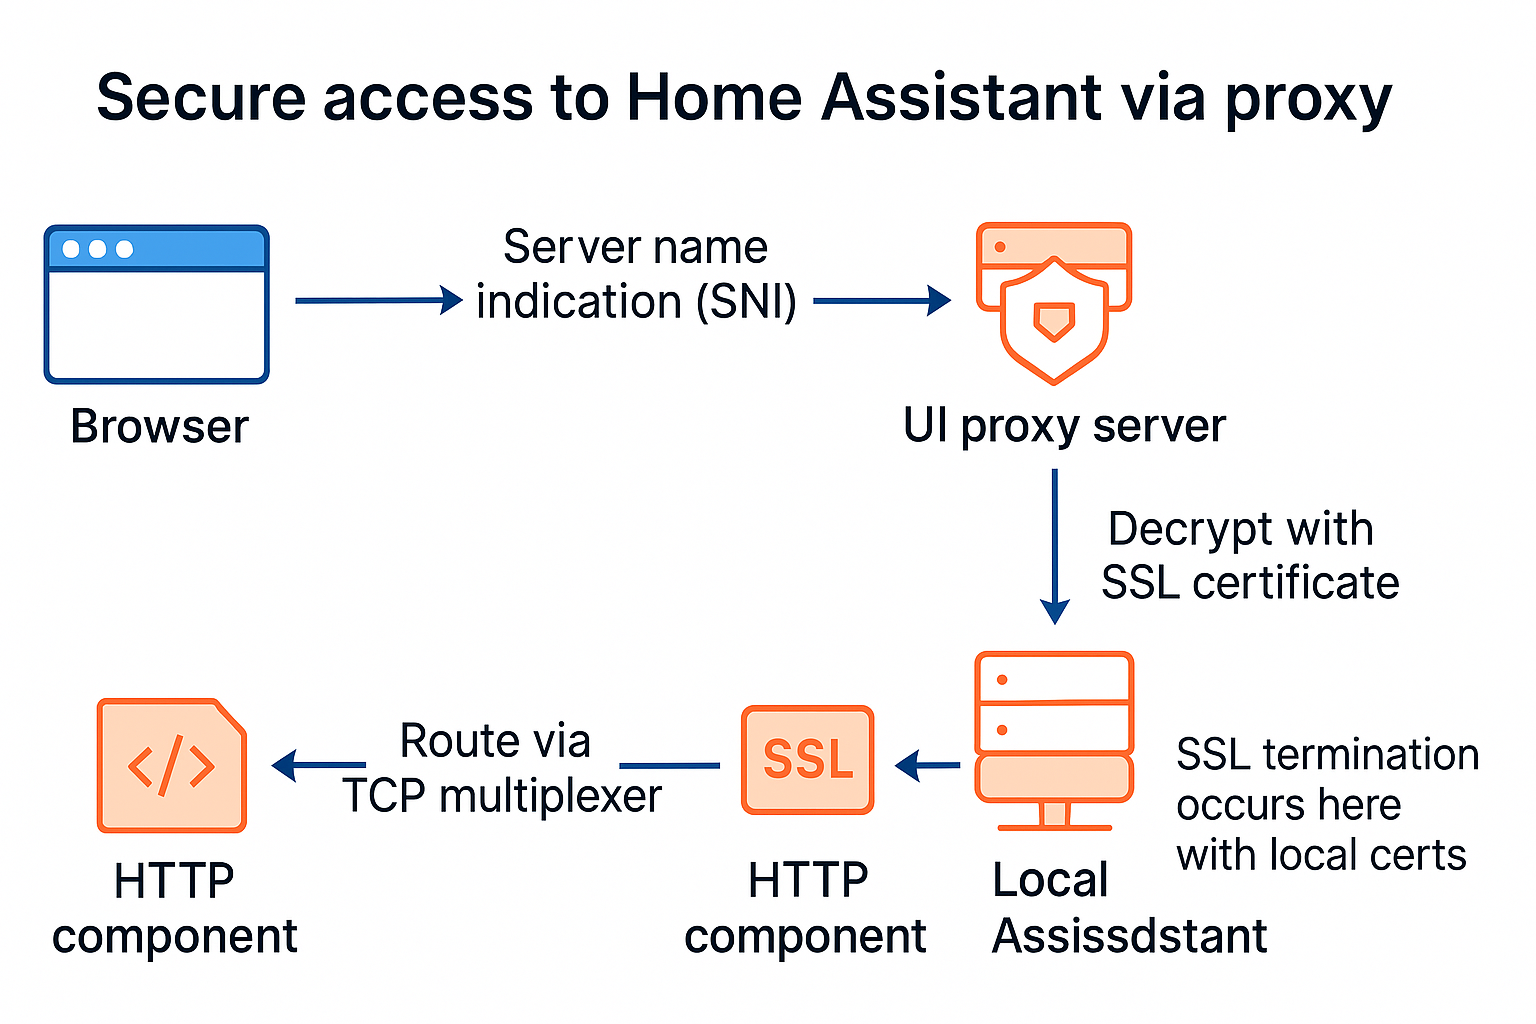 Secure access to Home Assistant via proxy
Server name
indication (SNI)
Browser
UI proxy server
Decrypt with
SSL certificate
</>
Route via
TCP multiplexer
SSL
SSL termination
occurs here
with local certs
HTTP
component
HTTP
component
Local
Assissdstant